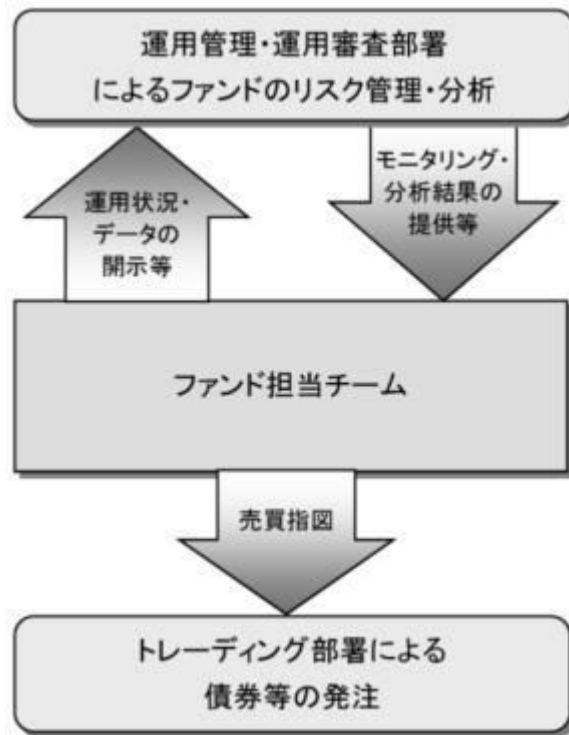 運用管理・運用審査部署
によるファンドのリスク管理・分析
運用状況・
データの
開示等
モニタリング・
分析結果の
提供等
ファンド担当チーム
売買指図
トレーディング部署による
債券等の発注